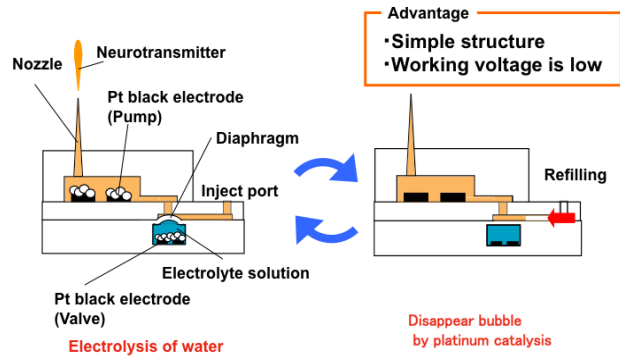 Advantage
・Simple structure
・Working voltage is low
Neurotransmitter
Nozzle
Pt black electrode
(Pump)
Diaphragm
Inject port
Refilling
Electrolyte solution
Pt black electrode
(Valve)
Electrolysis of water
Disappear bubble
by platinum catalysis